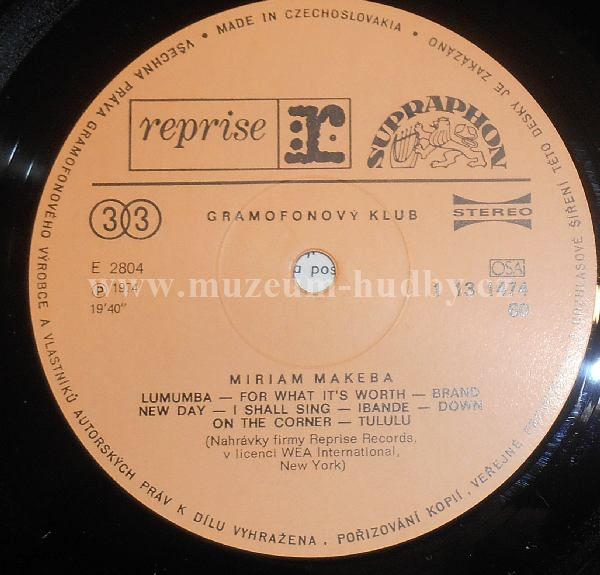 • MADE IN CZECHOSLOVAKIA • VŠECHNA PRÁVA GRAMOFONOVÉHO VÝROBCE A VLASTNÍKŮ AUTORSKÝCH PRÁV K DÍLU VYHRAŽENA . POŘIZOVÁNÍ KOPIÍ , VEŘEJNÉ ROZHLASOVÉ ŠÍŘENÍ TÉTO DESKY JE ZAKÁZÁNO
reprise r
SUPRAPHON
33
GRAMOFONOVÝ KLUB
STEREO
E 2804
℗ 1974
19'40"
a pos
OSA
1 13 1474
www.muzeum-hudby.cz
MIRIAM MAKEBA
LUMUMBA — FOR WHAT IT'S WORTH — BRAND
NEW DAY — I SHALL SING — IBANDE — DOWN
ON THE CORNER — TULULU
(Nahrávky firmy Reprise Records,
v licenci WEA International,
New York)